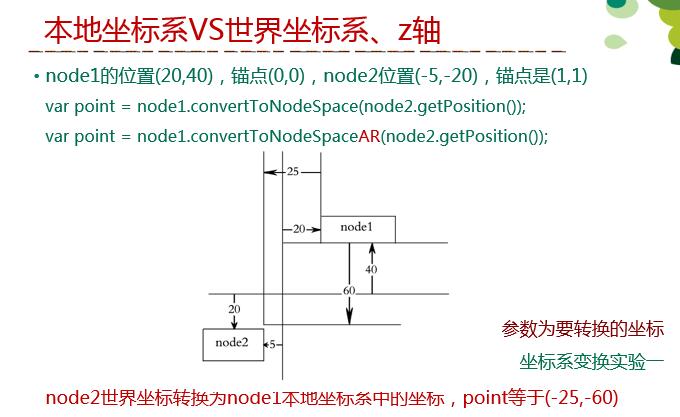 本地坐标系VS世界坐标系、z轴
• node1的位置(20,40)，锚点(0,0)，node2位置(-5,-20)，锚点是(1,1)
var point = node1.convertToNodeSpace(node2.getPosition());
var point = node1.convertToNodeSpaceAR(node2.getPosition());
25
20
node1
40
60
20
node2
5
参数为要转换的坐标
坐标系变换实验一
node2世界坐标转换为node1本地坐标系中的坐标，point等于(-25,-60)